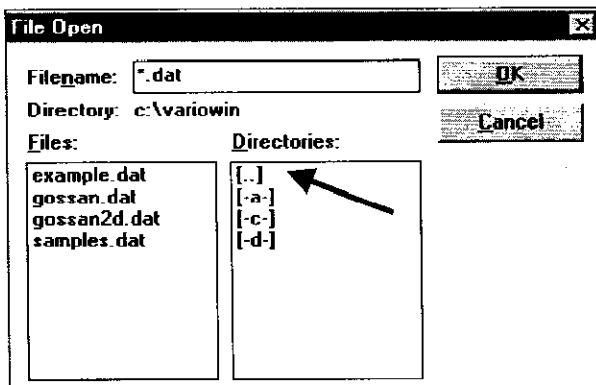 File Open
Filename: *.dat
OK
Directory: c:\variowin
Cancel
Files:
Directories:
example.dat
gossan.dat
gossan2d.dat
samples.dat
[..]
[-a-]
[-c-]
[-d-]